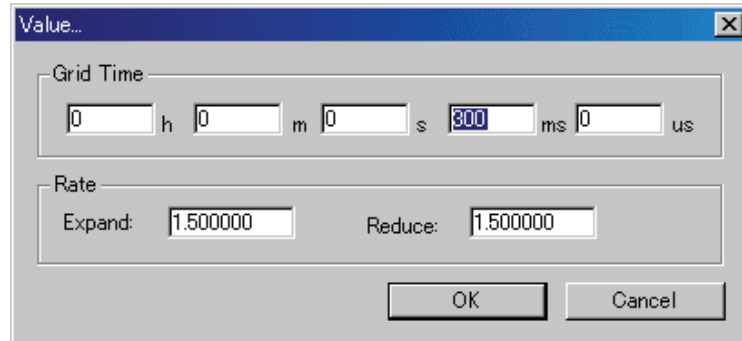 Value...
Grid Time
0 h 0 m 0 s 300 ms 0 us
Rate
Expand: 1.500000 Reduce: 1.500000
OK Cancel